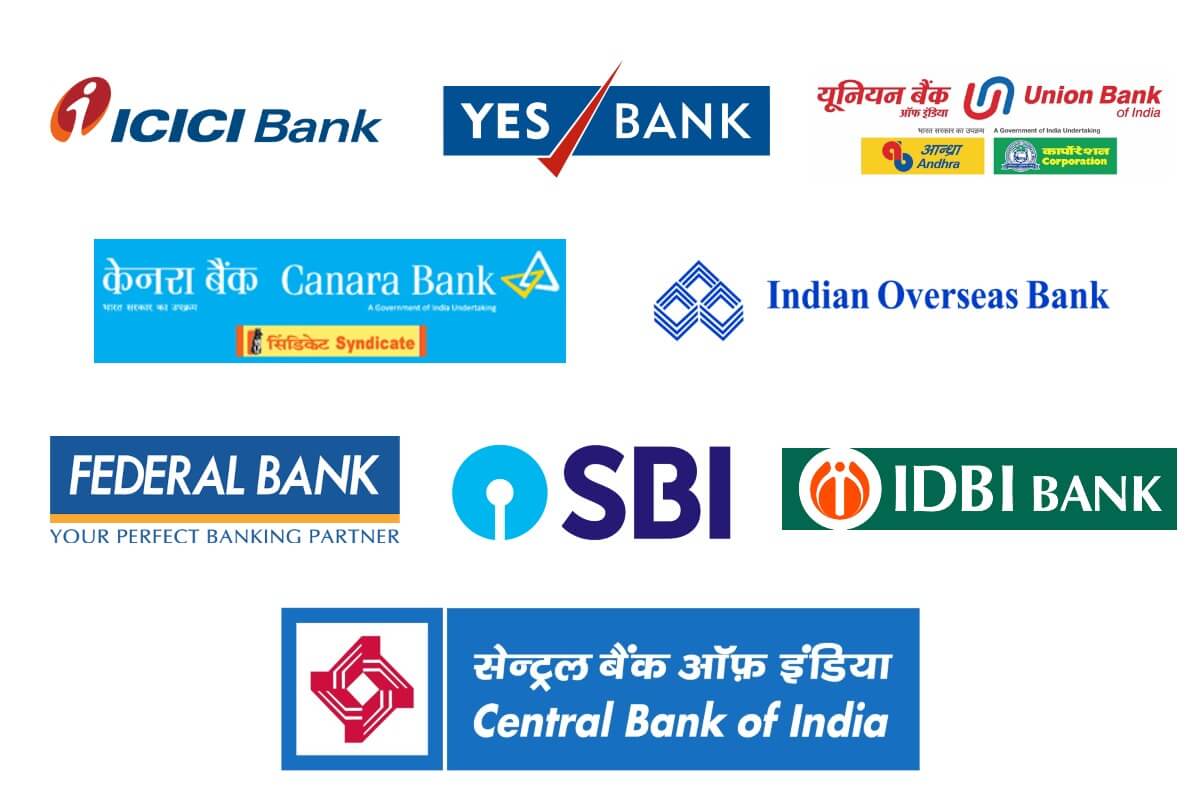 ICICI Bank
YES BANK
यूनियन बैंक
ऑफ इंडिया
Union Bank
of India
भारत सरकार का उपक्रम A Government of India Undertaking
आन्ध्रा
Andhra
कार्पोरेशन
Corporation
केनरा बैंक Canara Bank
भारत सरकार का उपक्रम A Government of India Undertaking
सिंडिकेट Syndicate
Indian Overseas Bank
FEDERAL BANK
YOUR PERFECT BANKING PARTNER
SBI
IDBI BANK
सेन्ट्रल बैंक ऑफ़ इंडिया
Central Bank of India